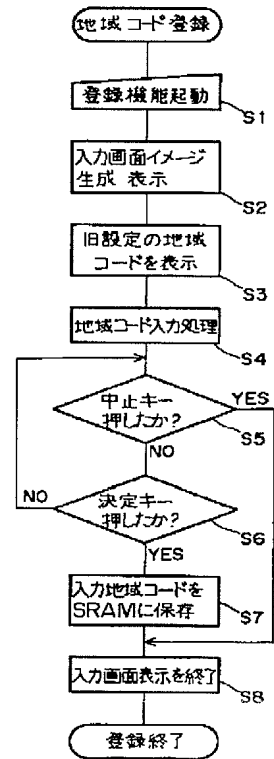 地域コード登録
登録機能起動
S1
入力画面イメージ
生成 表示
S2
旧設定の地域
コードを表示
S3
地域コード入力処理
S4
中止キー
押したか?
YES
S5
NO
決定キー
押したか?
NO
S6
YES
入力地域コードを
SRAMに保存
S7
入力画面表示を終了
S8
登録終了